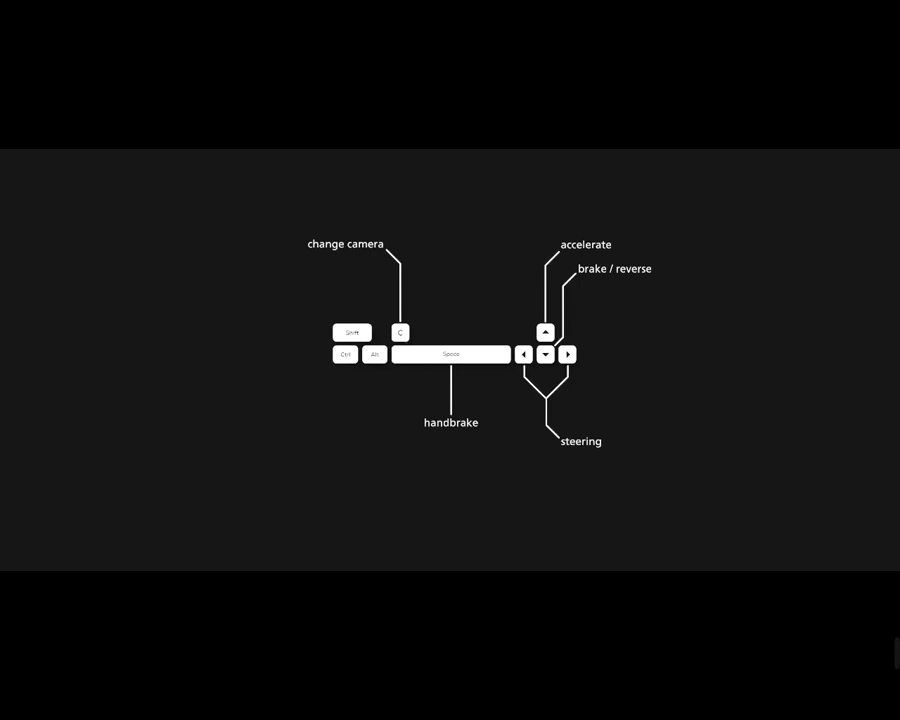 change camera
accelerate
brake / reverse
Shift
C
Ctrl
Alt
Space
handbrake
steering